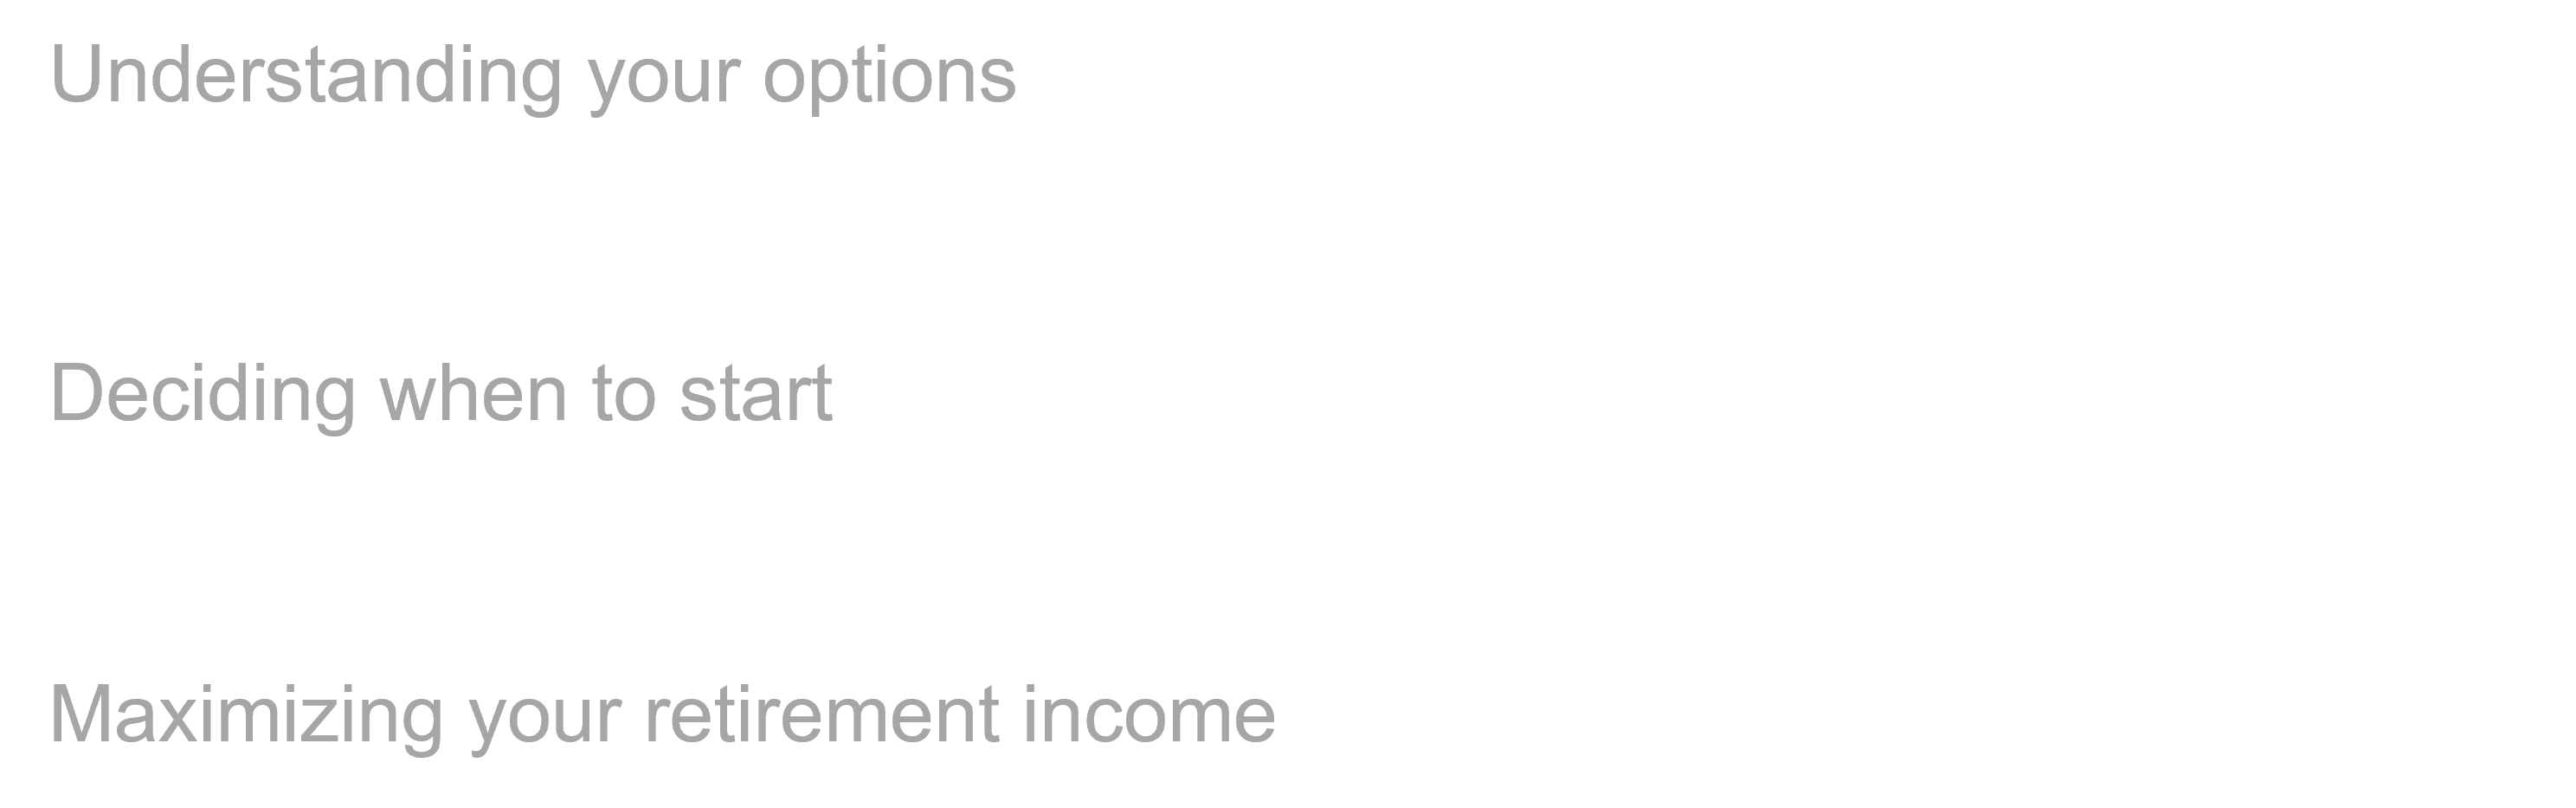 Understanding your options
Deciding when to start
Maximizing your retirement income